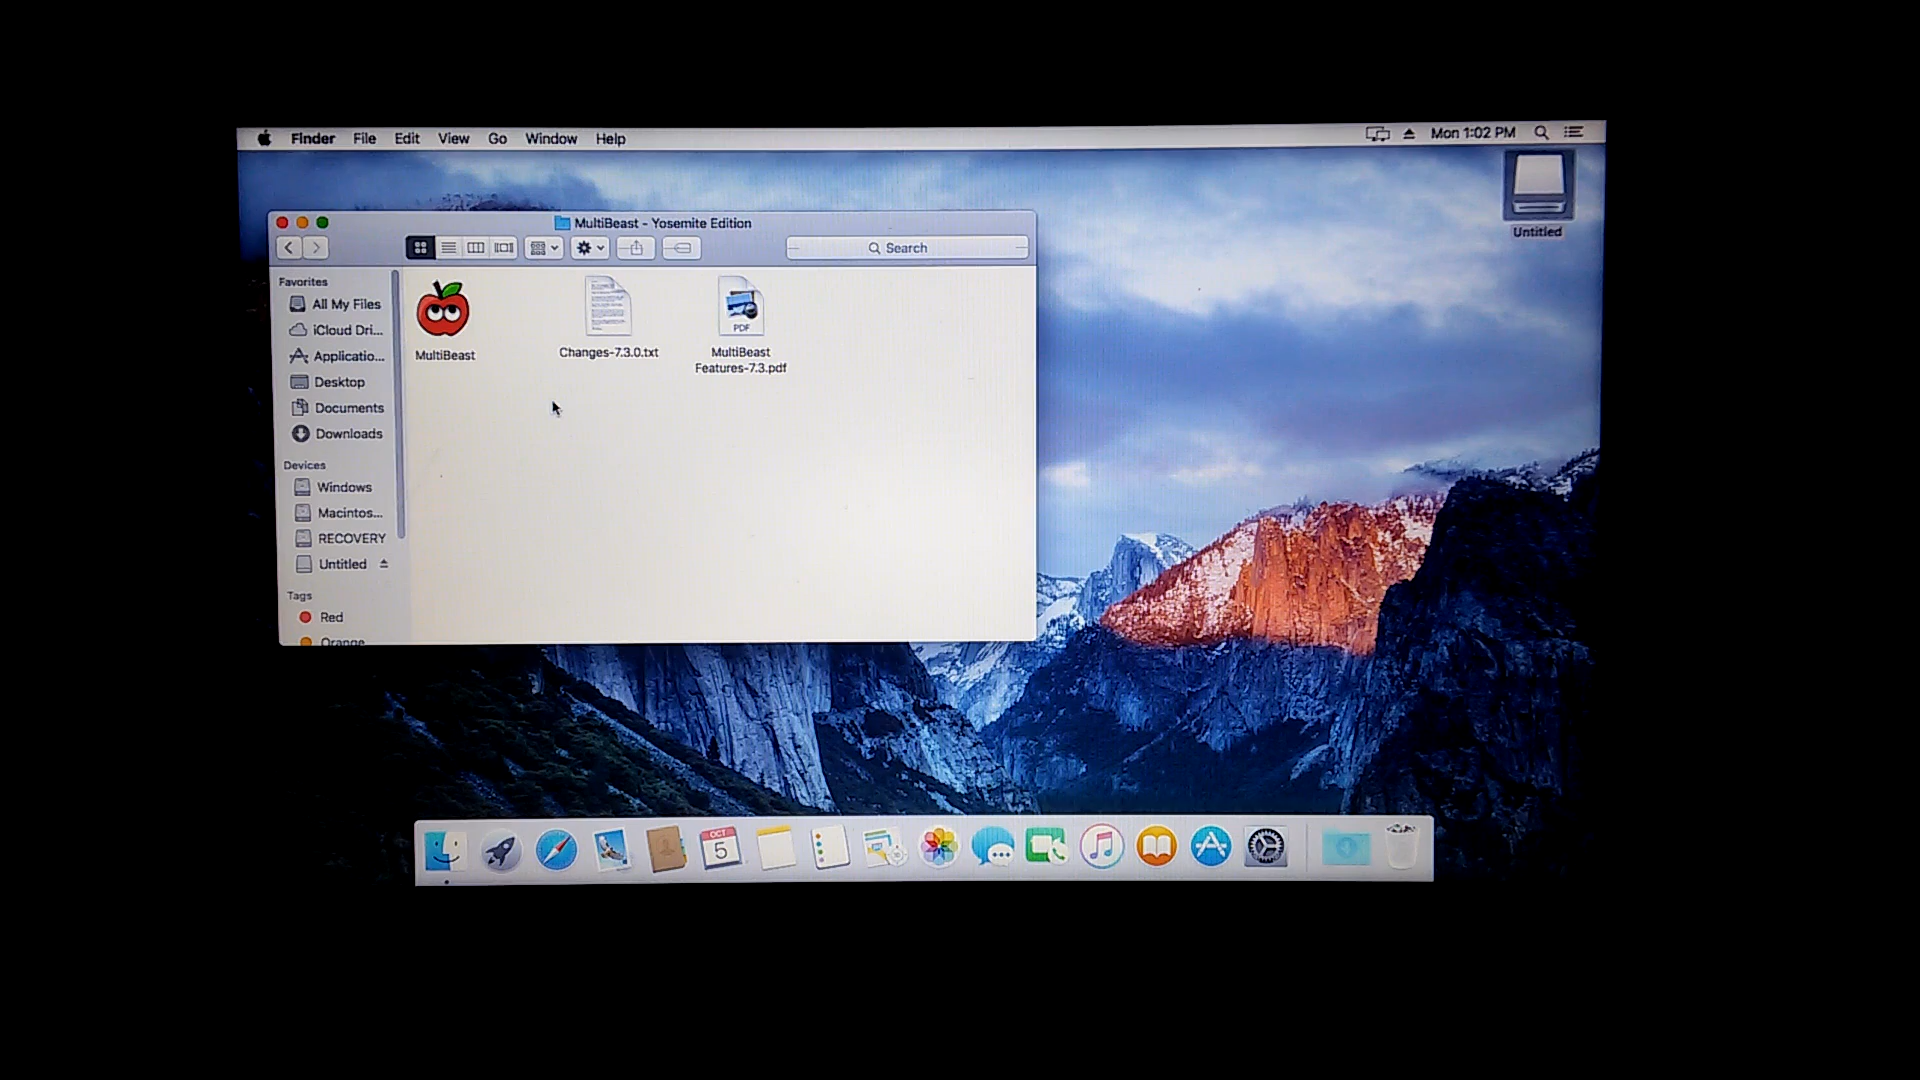 Finder File Edit View Go Window Help Mon 1:02 PM
Untitled
MultiBeast - Yosemite Edition
Search
Favorites
All My Files
iCloud Dri...
Applicatio...
Desktop
Documents
Downloads
Devices
Windows
Macintos...
RECOVERY
Untitled
Tags
Red
Orange
MultiBeast
Changes-7.3.0.txt
PDF
MultiBeast
Features-7.3.pdf
OCT
5